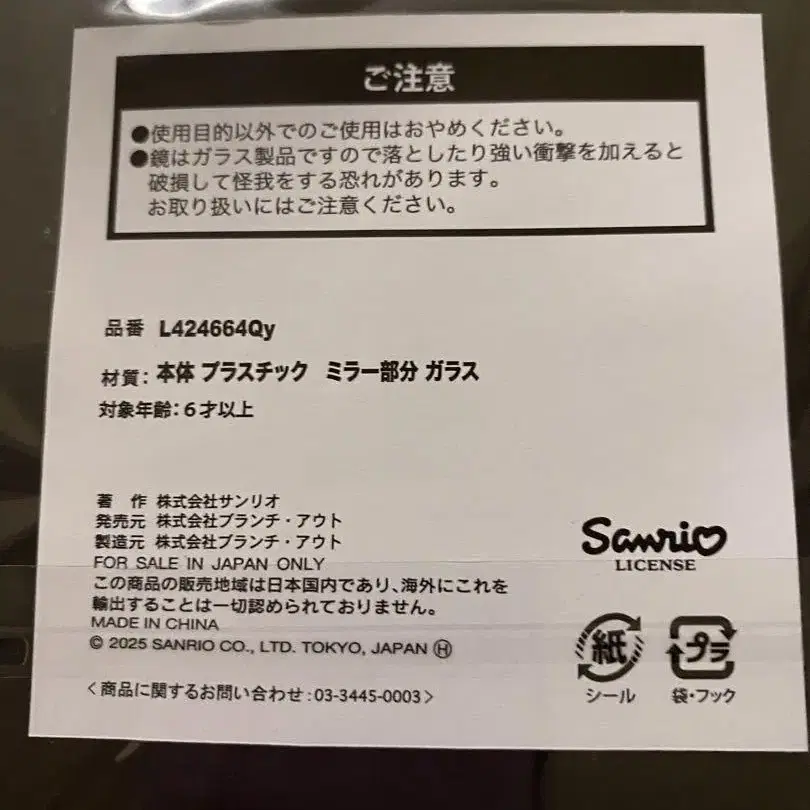 ご注意
●使用目的以外でのご使用はおやめください。
●鏡はガラス製品ですので落としたり強い衝撃を加えると
破損して怪我をする恐れがあります。
お取り扱いにはご注意ください。
品番 L424664Qy
材質：本体 プラスチック ミラー部分 ガラス
対象年齢：6才以上
著 作 株式会社サンリオ
発売元 株式会社ブランチ・アウト
製造元 株式会社ブランチ・アウト
FOR SALE IN JAPAN ONLY
この商品の販売地域は日本国内であり、海外にこれを
輸出することは一切認められておりません。
MADE IN CHINA
© 2025 SANRIO CO., LTD. TOKYO, JAPAN Ⓗ
＜商品に関するお問い合わせ：03-3445-0003＞
Sanrio
LICENSE
紙
シール
プラ
袋・フック